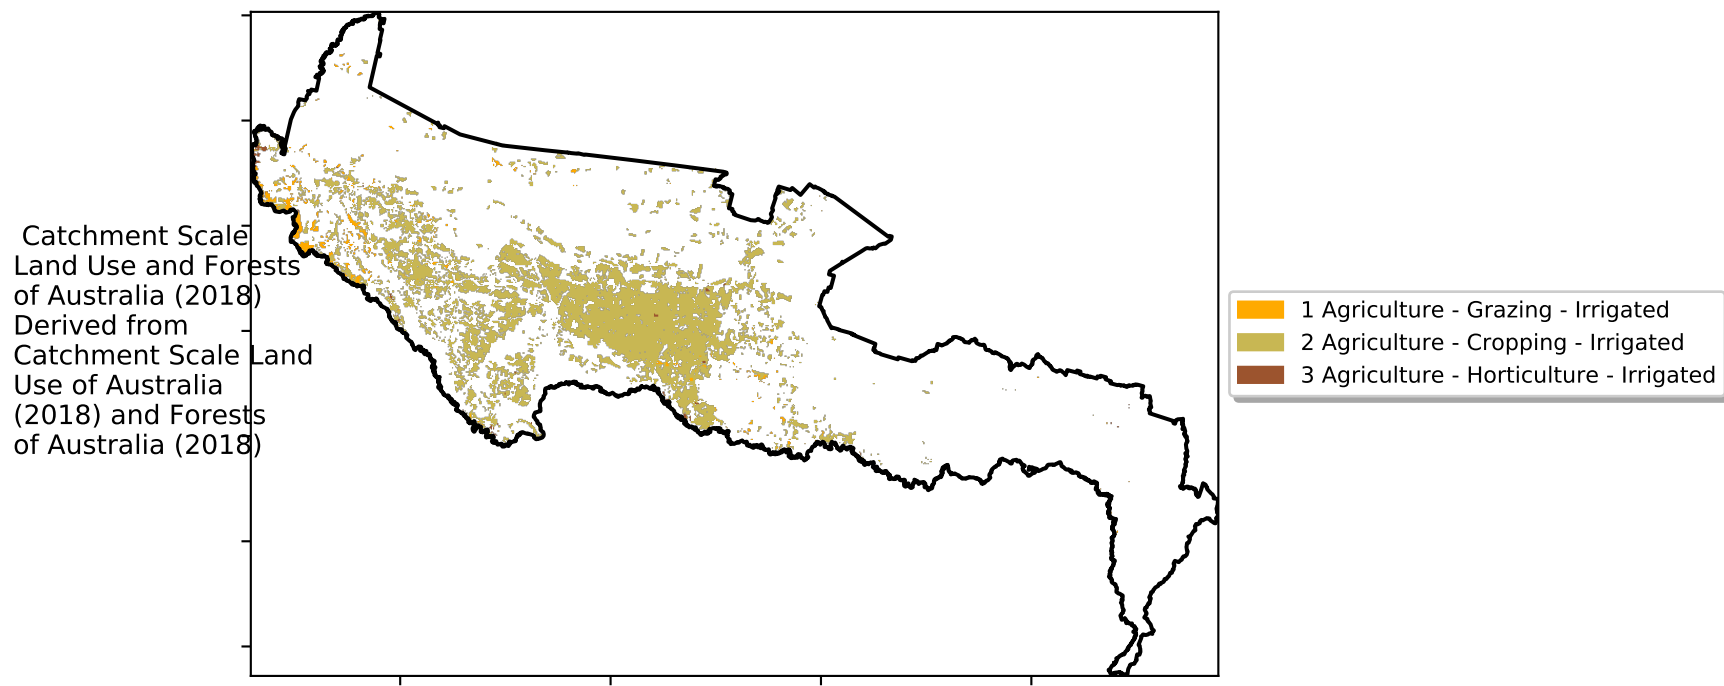 Catchment Scale
Land Use and Forests
of Australia (2018)
Derived from
Catchment Scale Land
Use of Australia
(2018) and Forests
of Australia (2018)
1 Agriculture - Grazing - Irrigated
2 Agriculture - Cropping - Irrigated
3 Agriculture - Horticulture - Irrigated